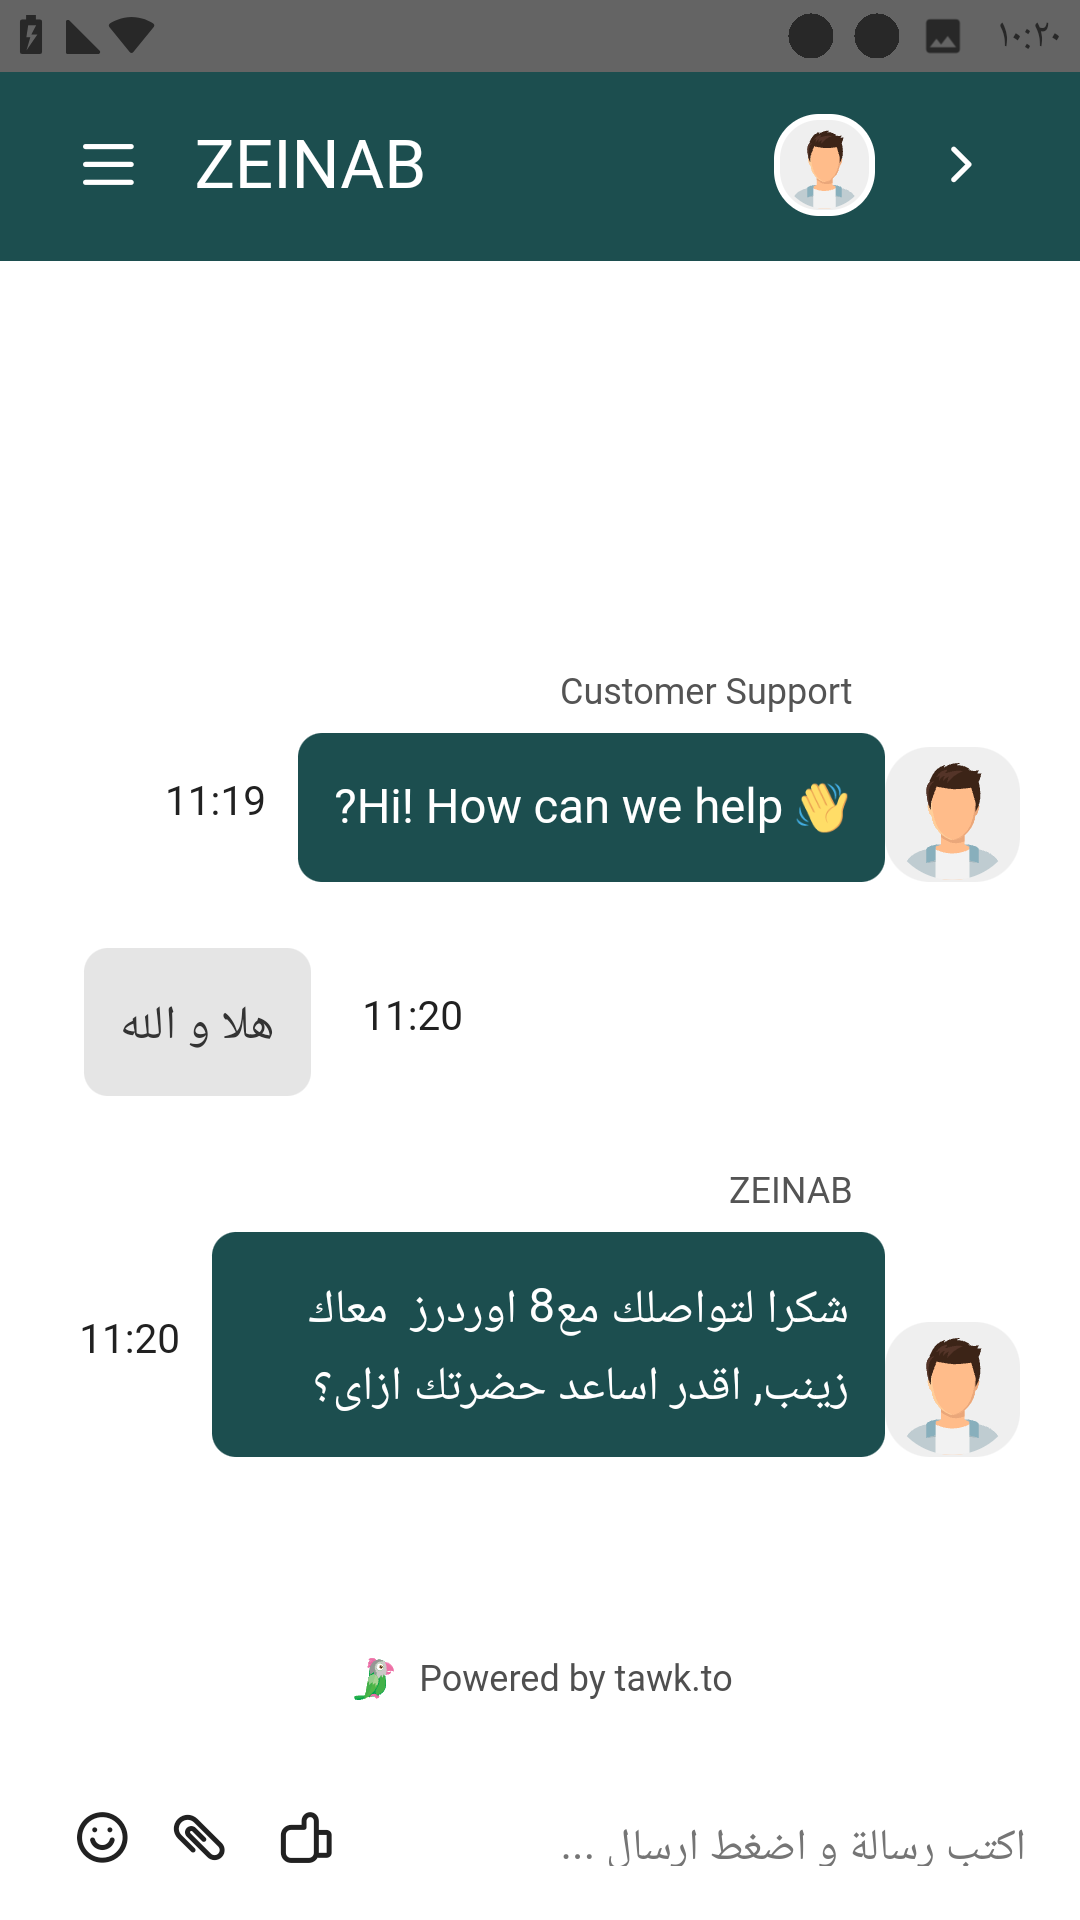 ١٠:٢٠
ZEINAB
Customer Support
Hi! How can we help?
11:19
هلا و الله
11:20
ZEINAB
شكرا لتواصلك مع8 اوردرز معاك
زينب, اقدر اساعد حضرتك ازاى؟
11:20
Powered by tawk.to
اكتب رسالة و اضغط ارسال ...